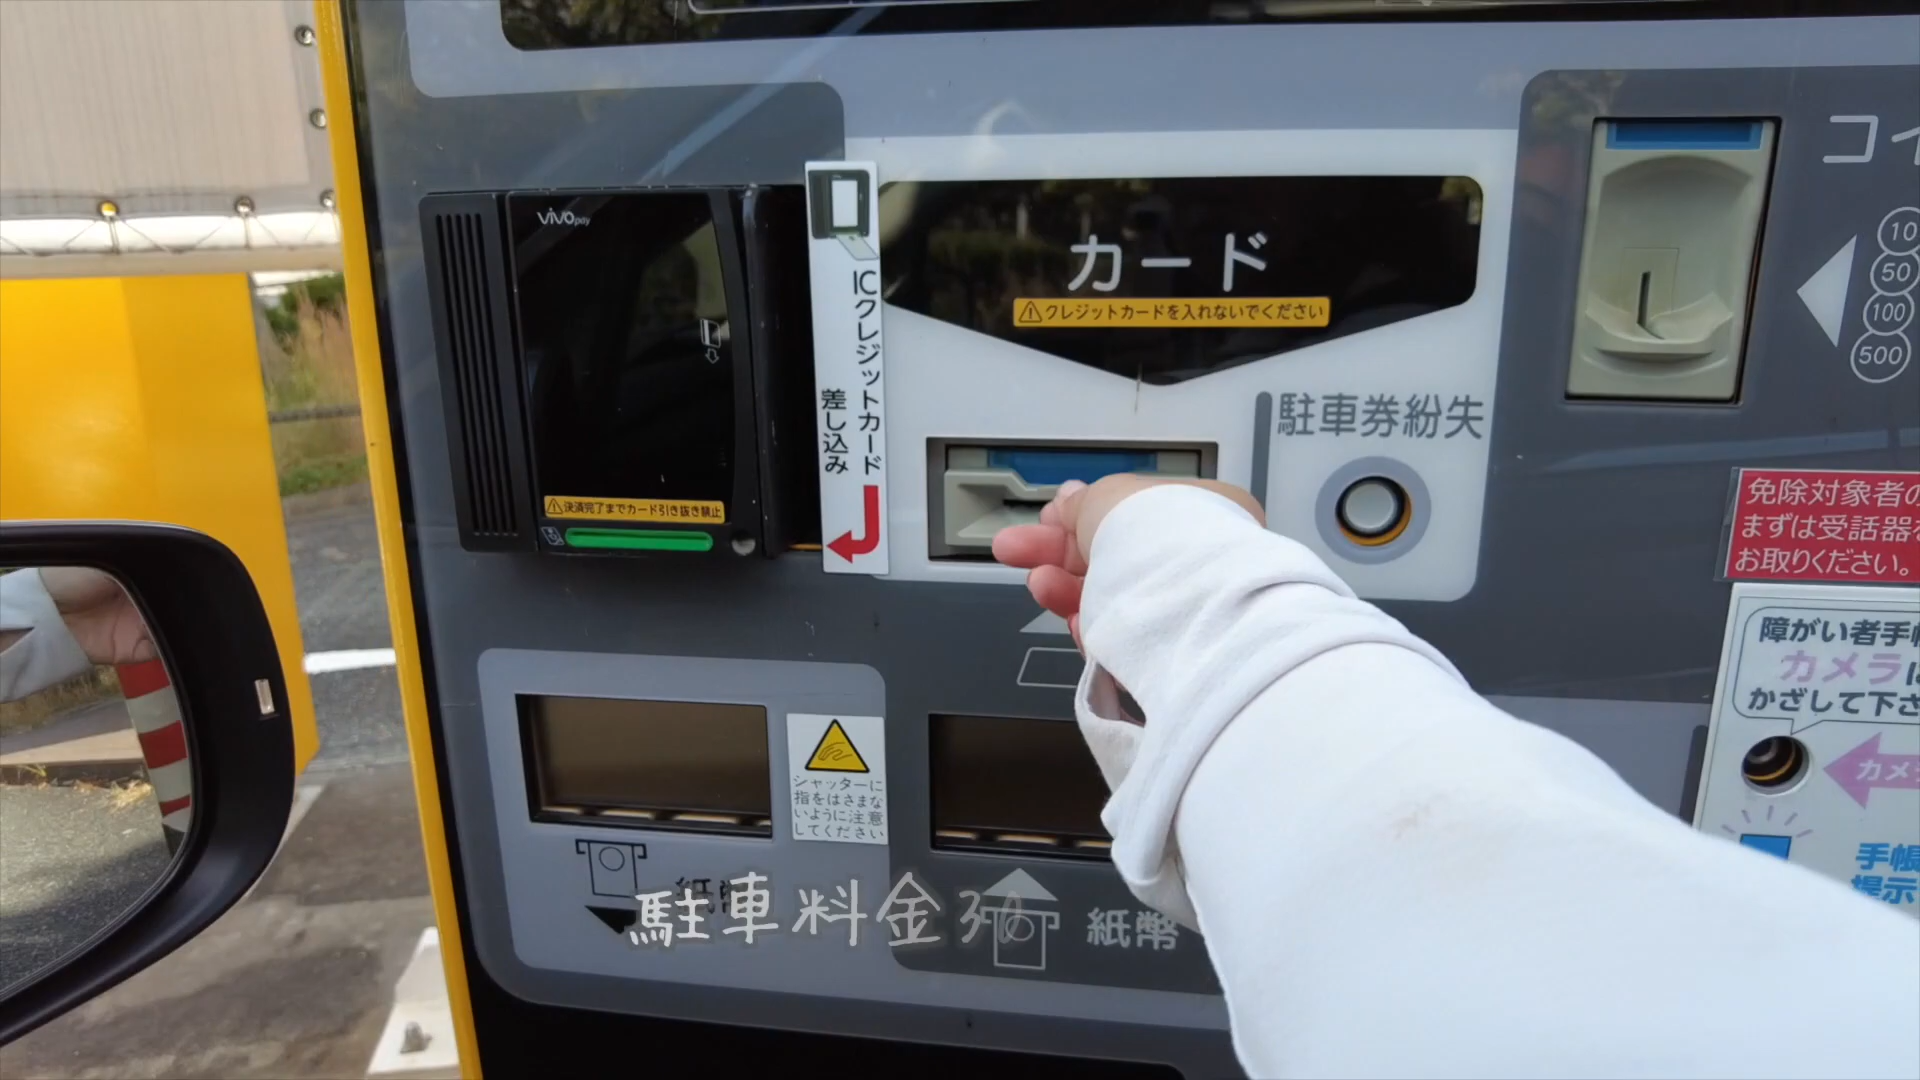 ViVOpay
ICクレジットカード
差し込み
カード
クレジットカードを入れないでください
駐車券紛失
10
50
100
500
決済完了までカード引き抜き禁止
免除対象者の
まずは受話器を
お取りください。
障がい者手帳
カメラに
かざして下さ
カメラ
手帳
提示
シャッターに
指をはさまな
いように注意
してください
紙幣
駐車料金
紙幣